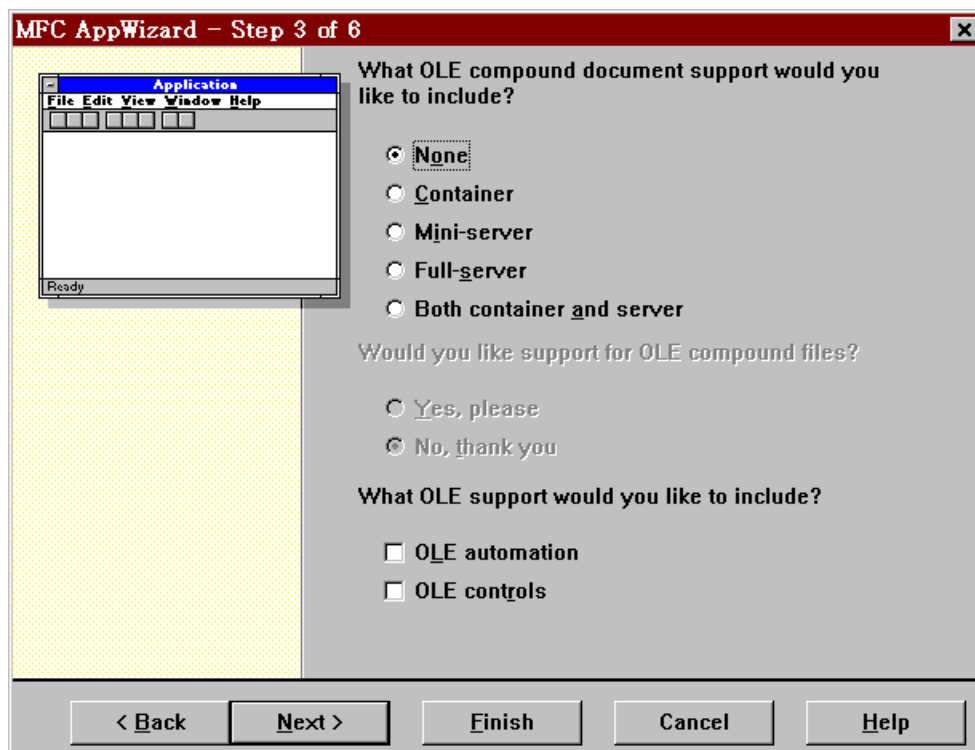 MFC AppWizard – Step 3 of 6
Application
File Edit View Window Help
Ready
What OLE compound document support would you
like to include?
None
Container
Mini-server
Full-server
Both container and server
Would you like support for OLE compound files?
Yes, please
No, thank you
What OLE support would you like to include?
OLE automation
OLE controls
< Back Next > Finish Cancel Help